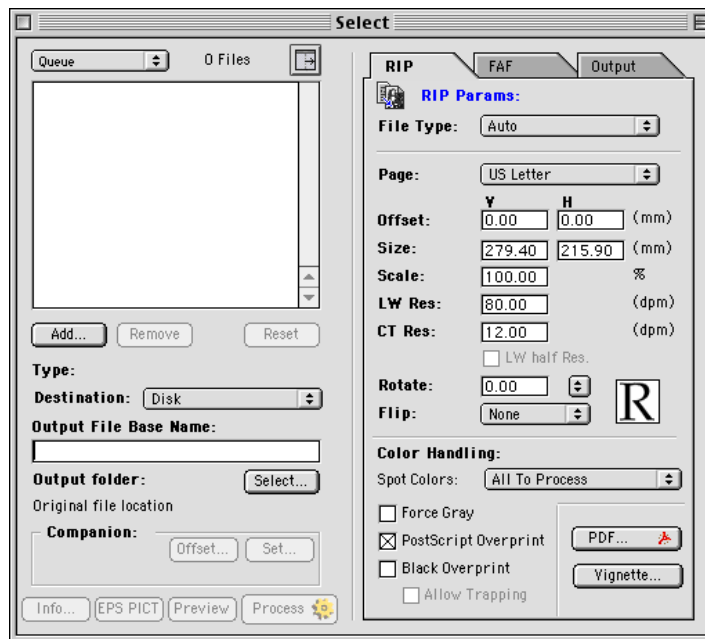 Select
Queue
0 Files
Add...
Remove
Reset
Type:
Destination: Disk
Output File Base Name:
Output folder: Select...
Original file location
Companion:
Offset... Set...
Info... EPS PICT Preview Process
RIP FAF Output
RIP Params:
File Type: Auto
Page: US Letter
V H
Offset: 0.00 0.00 (mm)
Size: 279.40 215.90 (mm)
Scale: 100.00 %
LW Res: 80.00 (dpm)
CT Res: 12.00 (dpm)
LW half Res.
Rotate: 0.00
Flip: None
R
Color Handling:
Spot Colors: All To Process
Force Gray
PostScript Overprint
Black Overprint
Allow Trapping
PDF...
Vignette...